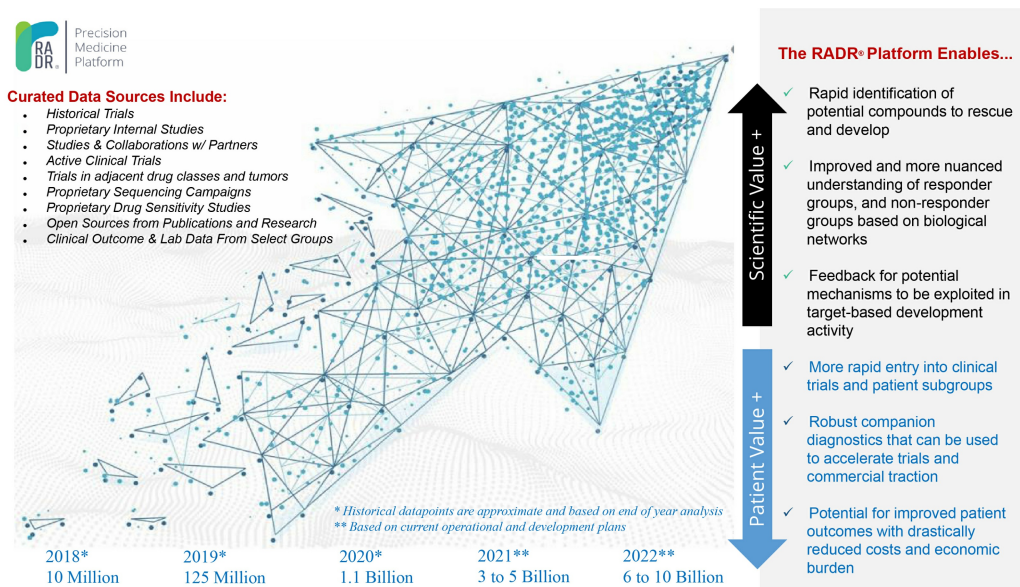 RADR®
Precision
Medicine
Platform
Curated Data Sources Include:
• Historical Trials
• Proprietary Internal Studies
• Studies & Collaborations w/ Partners
• Active Clinical Trials
• Trials in adjacent drug classes and tumors
• Proprietary Sequencing Campaigns
• Proprietary Drug Sensitivity Studies
• Open Sources from Publications and Research
• Clinical Outcome & Lab Data From Select Groups
* Historical datapoints are approximate and based on end of year analysis
** Based on current operational and development plans
2018*
10 Million
2019*
125 Million
2020*
1.1 Billion
2021**
3 to 5 Billion
2022**
6 to 10 Billion
Scientific Value +
Patient Value +
The RADR® Platform Enables...
✓ Rapid identification of
potential compounds to rescue
and develop
✓ Improved and more nuanced
understanding of responder
groups, and non-responder
groups based on biological
networks
✓ Feedback for potential
mechanisms to be exploited in
target-based development
activity
✓ More rapid entry into clinical
trials and patient subgroups
✓ Robust companion
diagnostics that can be used
to accelerate trials and
commercial traction
✓ Potential for improved patient
outcomes with drastically
reduced costs and economic
burden